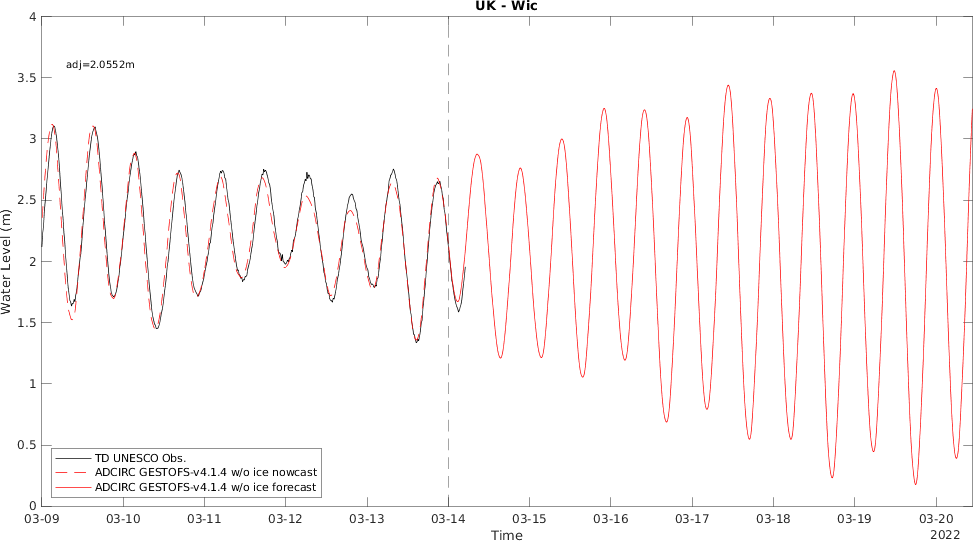 UK - Wic
4
adj=2.0552m
3.5
3
2.5
2
1.5
1
0.5
0
Water Level (m)
TD UNESCO Obs.
ADCIRC GESTOFS-v4.1.4 w/o ice nowcast
ADCIRC GESTOFS-v4.1.4 w/o ice forecast
03-09 03-10 03-11 03-12 03-13 03-14 03-15 03-16 03-17 03-18 03-19 03-20
Time
2022